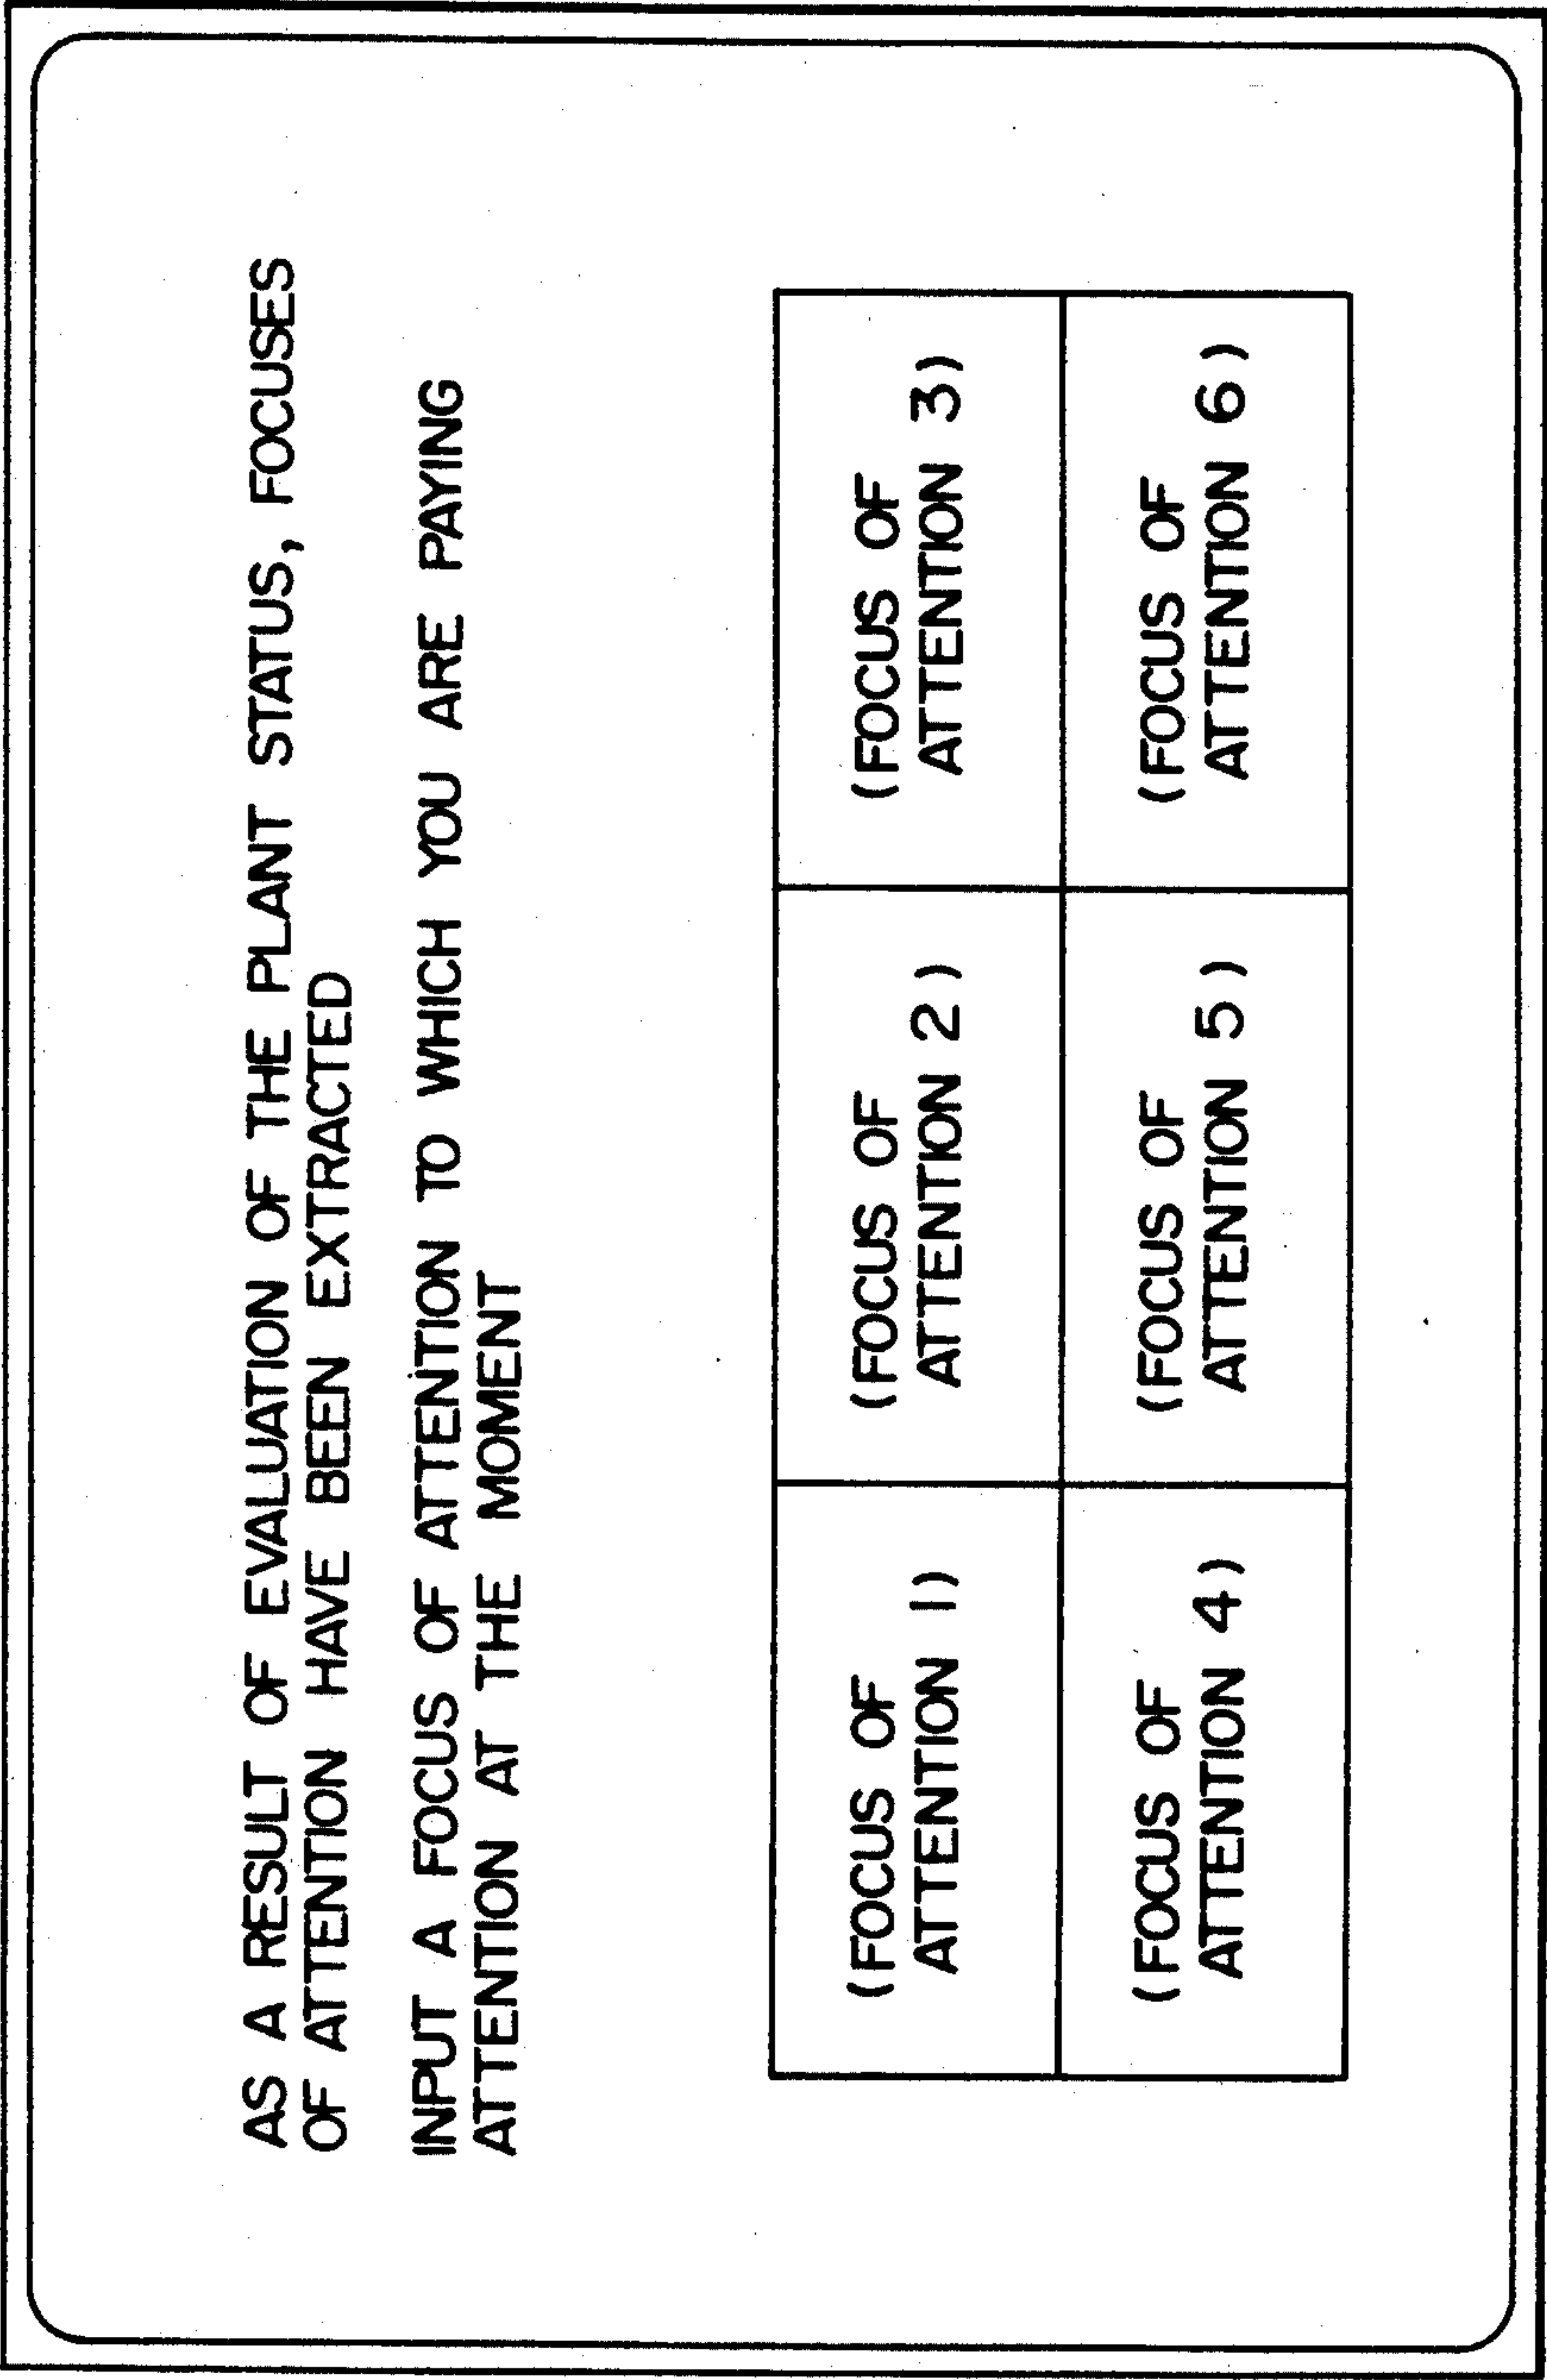 AS A RESULT OF EVALUATION OF THE PLANT STATUS, FOCUSES
OF ATTENTION HAVE BEEN EXTRACTED
INPUT A FOCUS OF ATTENTION TO WHICH YOU ARE PAYING
ATTENTION AT THE MOMENT
(FOCUS OF
ATTENTION 1)
(FOCUS OF
ATTENTION 2)
(FOCUS OF
ATTENTION 3)
(FOCUS OF
ATTENTION 4)
(FOCUS OF
ATTENTION 5)
(FOCUS OF
ATTENTION 6)